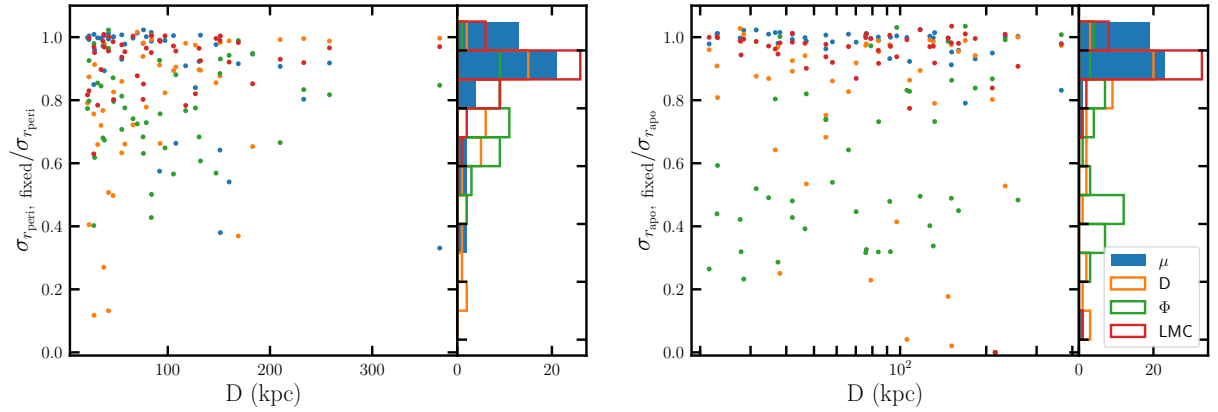 σ_{r_peri, fixed}/σ_{r_peri}
1.0
0.8
0.6
0.4
0.2
0.0
100 200 300
D (kpc)
0 20
σ_{r_apo, fixed}/σ_{r_apo}
1.0
0.8
0.6
0.4
0.2
0.0
10²
D (kpc)
0 20
μ
D
Φ
LMC